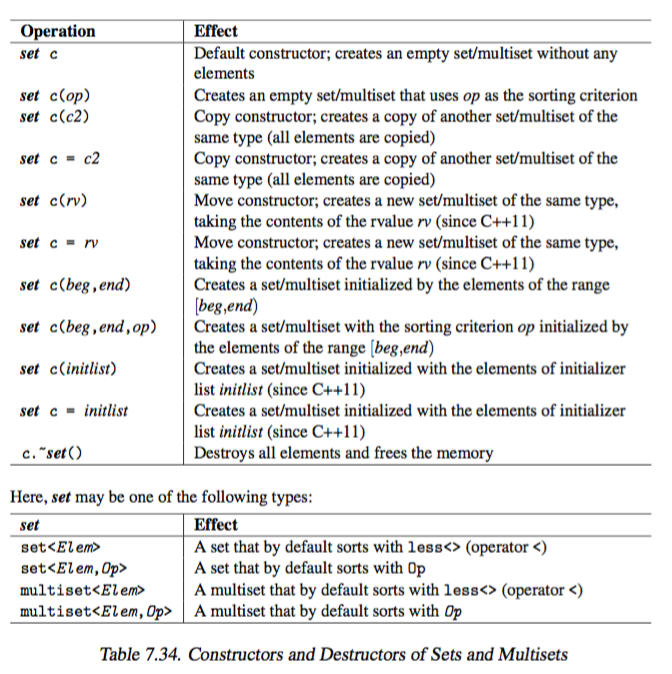 Operation Effect
set c Default constructor; creates an empty set/multiset without any
elements
set c(op) Creates an empty set/multiset that uses op as the sorting criterion
set c(c2) Copy constructor; creates a copy of another set/multiset of the
same type (all elements are copied)
set c = c2 Copy constructor; creates a copy of another set/multiset of the
same type (all elements are copied)
set c(rv) Move constructor; creates a new set/multiset of the same type,
taking the contents of the rvalue rv (since C++11)
set c = rv Move constructor; creates a new set/multiset of the same type,
taking the contents of the rvalue rv (since C++11)
set c(beg,end) Creates a set/multiset initialized by the elements of the range
[beg,end)
set c(beg,end,op) Creates a set/multiset with the sorting criterion op initialized by
the elements of the range [beg,end)
set c(initlist) Creates a set/multiset initialized with the elements of initializer
list initlist (since C++11)
set c = initlist Creates a set/multiset initialized with the elements of initializer
list initlist (since C++11)
c.~set() Destroys all elements and frees the memory
Here, set may be one of the following types:
set Effect
set<Elem> A set that by default sorts with less<> (operator <)
set<Elem,Op> A set that by default sorts with Op
multiset<Elem> A multiset that by default sorts with less<> (operator <)
multiset<Elem,Op> A multiset that by default sorts with Op
Table 7.34. Constructors and Destructors of Sets and Multisets